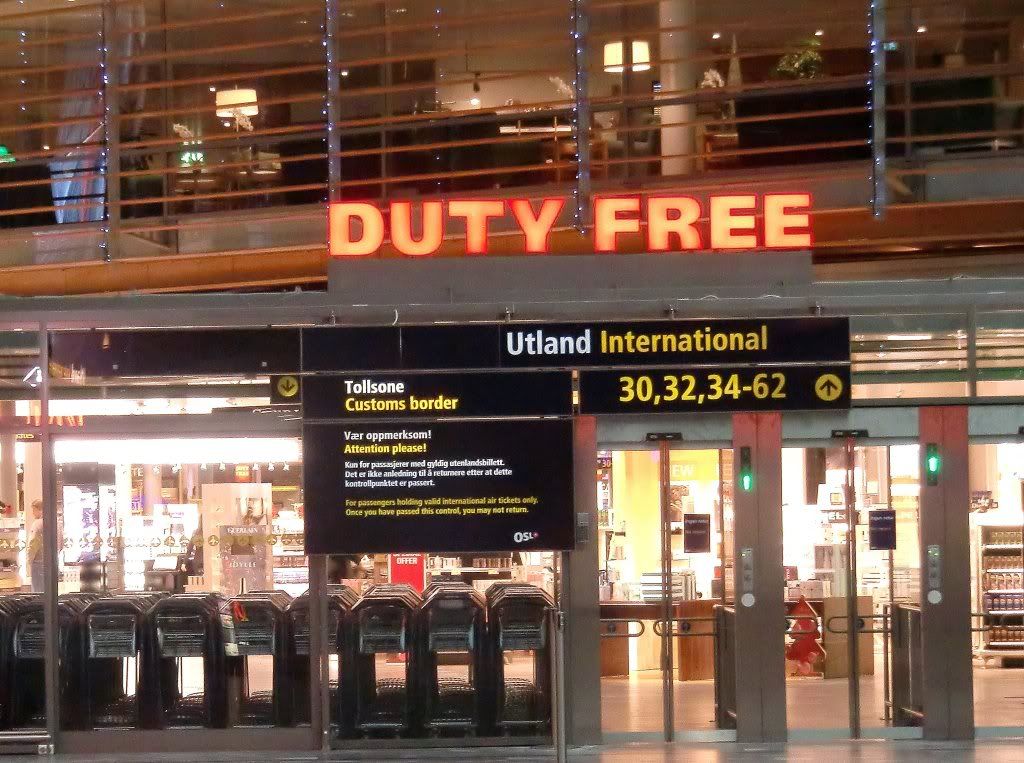 DUTY FREE
Utland International
Tollsone
Customs border
30,32,34-62
Vær oppmerksom!
Attention please!
Kun for passasjerer med gyldig utenlandsbillett.
Det er ikke anledning til å returnere etter at dette
kontrollpunktet er passert.
For passengers holding valid international air tickets only.
Once you have passed this control, you may not return.
OSL
GUERLAIN
IDYLLE
OFFER